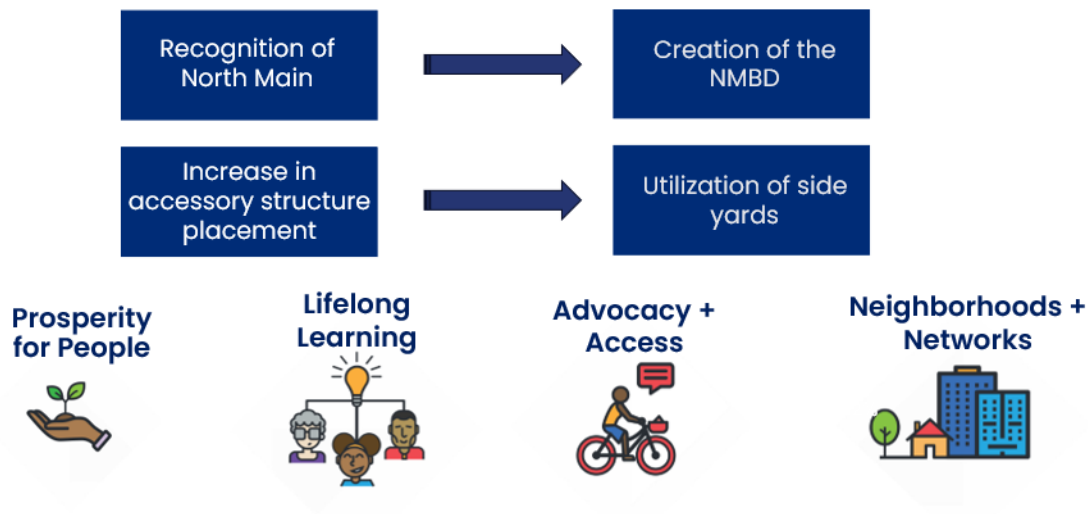 Recognition of
North Main
Creation of the
NMBD
Increase in
accessory structure
placement
Utilization of side
yards
Prosperity
for People
Lifelong
Learning
Advocacy +
Access
Neighborhoods +
Networks